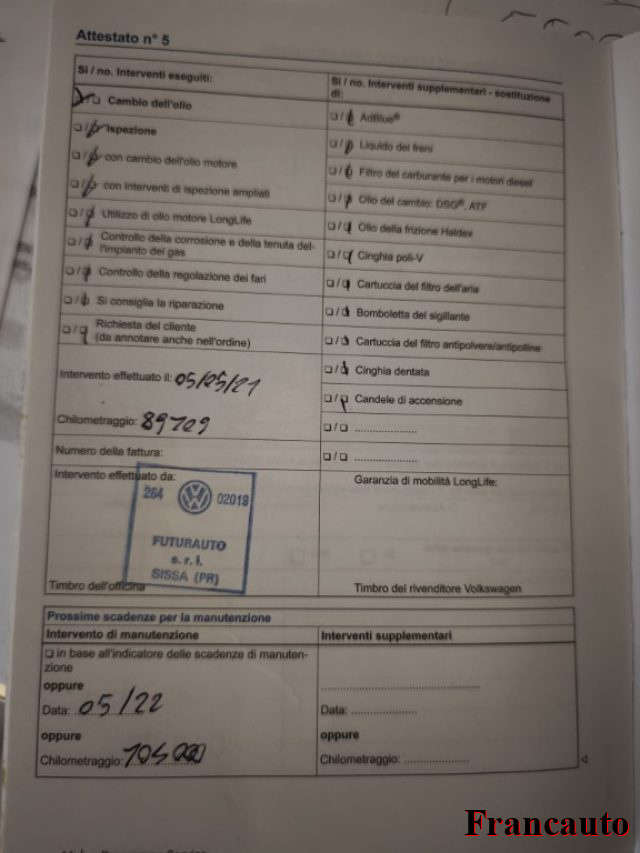 Attestato n° 5
Si / no. Interventi eseguiti:
☐/☐ Cambio dell'olio
☐/☐ Ispezione
☐/☐ con cambio dell'olio motore
☐/☐ con interventi di ispezione ampliati
☐/☐ Utilizzo di olio motore LongLife
☐/☐ Controllo della corrosione e della tenuta del-
l'impianto del gas
☐/☐ Controllo della regolazione dei fari
☐/☐ Si consiglia la riparazione
☐/☐ Richiesta del cliente
(da annotare anche nell'ordine)
Intervento effettuato il:
Chilometraggio: 89709
Numero della fattura:
Intervento effettuato da:
264 02013
FUTURAUTO
s.r.l.
SISSA (PR)
Timbro dell'officina
Si / no. Interventi supplementari - sostituzione
di:
☐/☐ AdBlue®
☐/☐ Liquido dei freni
☐/☐ Filtro del carburante per i motori diesel
☐/☐ Olio del cambio: DSG®, ATF
☐/☐ Olio della frizione Haldex
☐/☐ Cinghia poli-V
☐/☐ Cartuccia del filtro dell'aria
☐/☐ Bomboletta del sigillante
☐/☐ Cartuccia del filtro antipolvere/antipolline
☐/☐ Cinghia dentata
☐/☐ Candele di accensione
☐/☐ .....................
☐/☐ .....................
Garanzia di mobilità LongLife:
Timbro del rivenditore Volkswagen
Prossime scadenze per la manutenzione
Intervento di manutenzione
☐ in base all'indicatore delle scadenze di manuten-
zione
oppure
Data: 05/22
oppure
Chilometraggio: 104000
Interventi supplementari
.....................
Data: .....................
oppure
Chilometraggio: .....................
Francauto